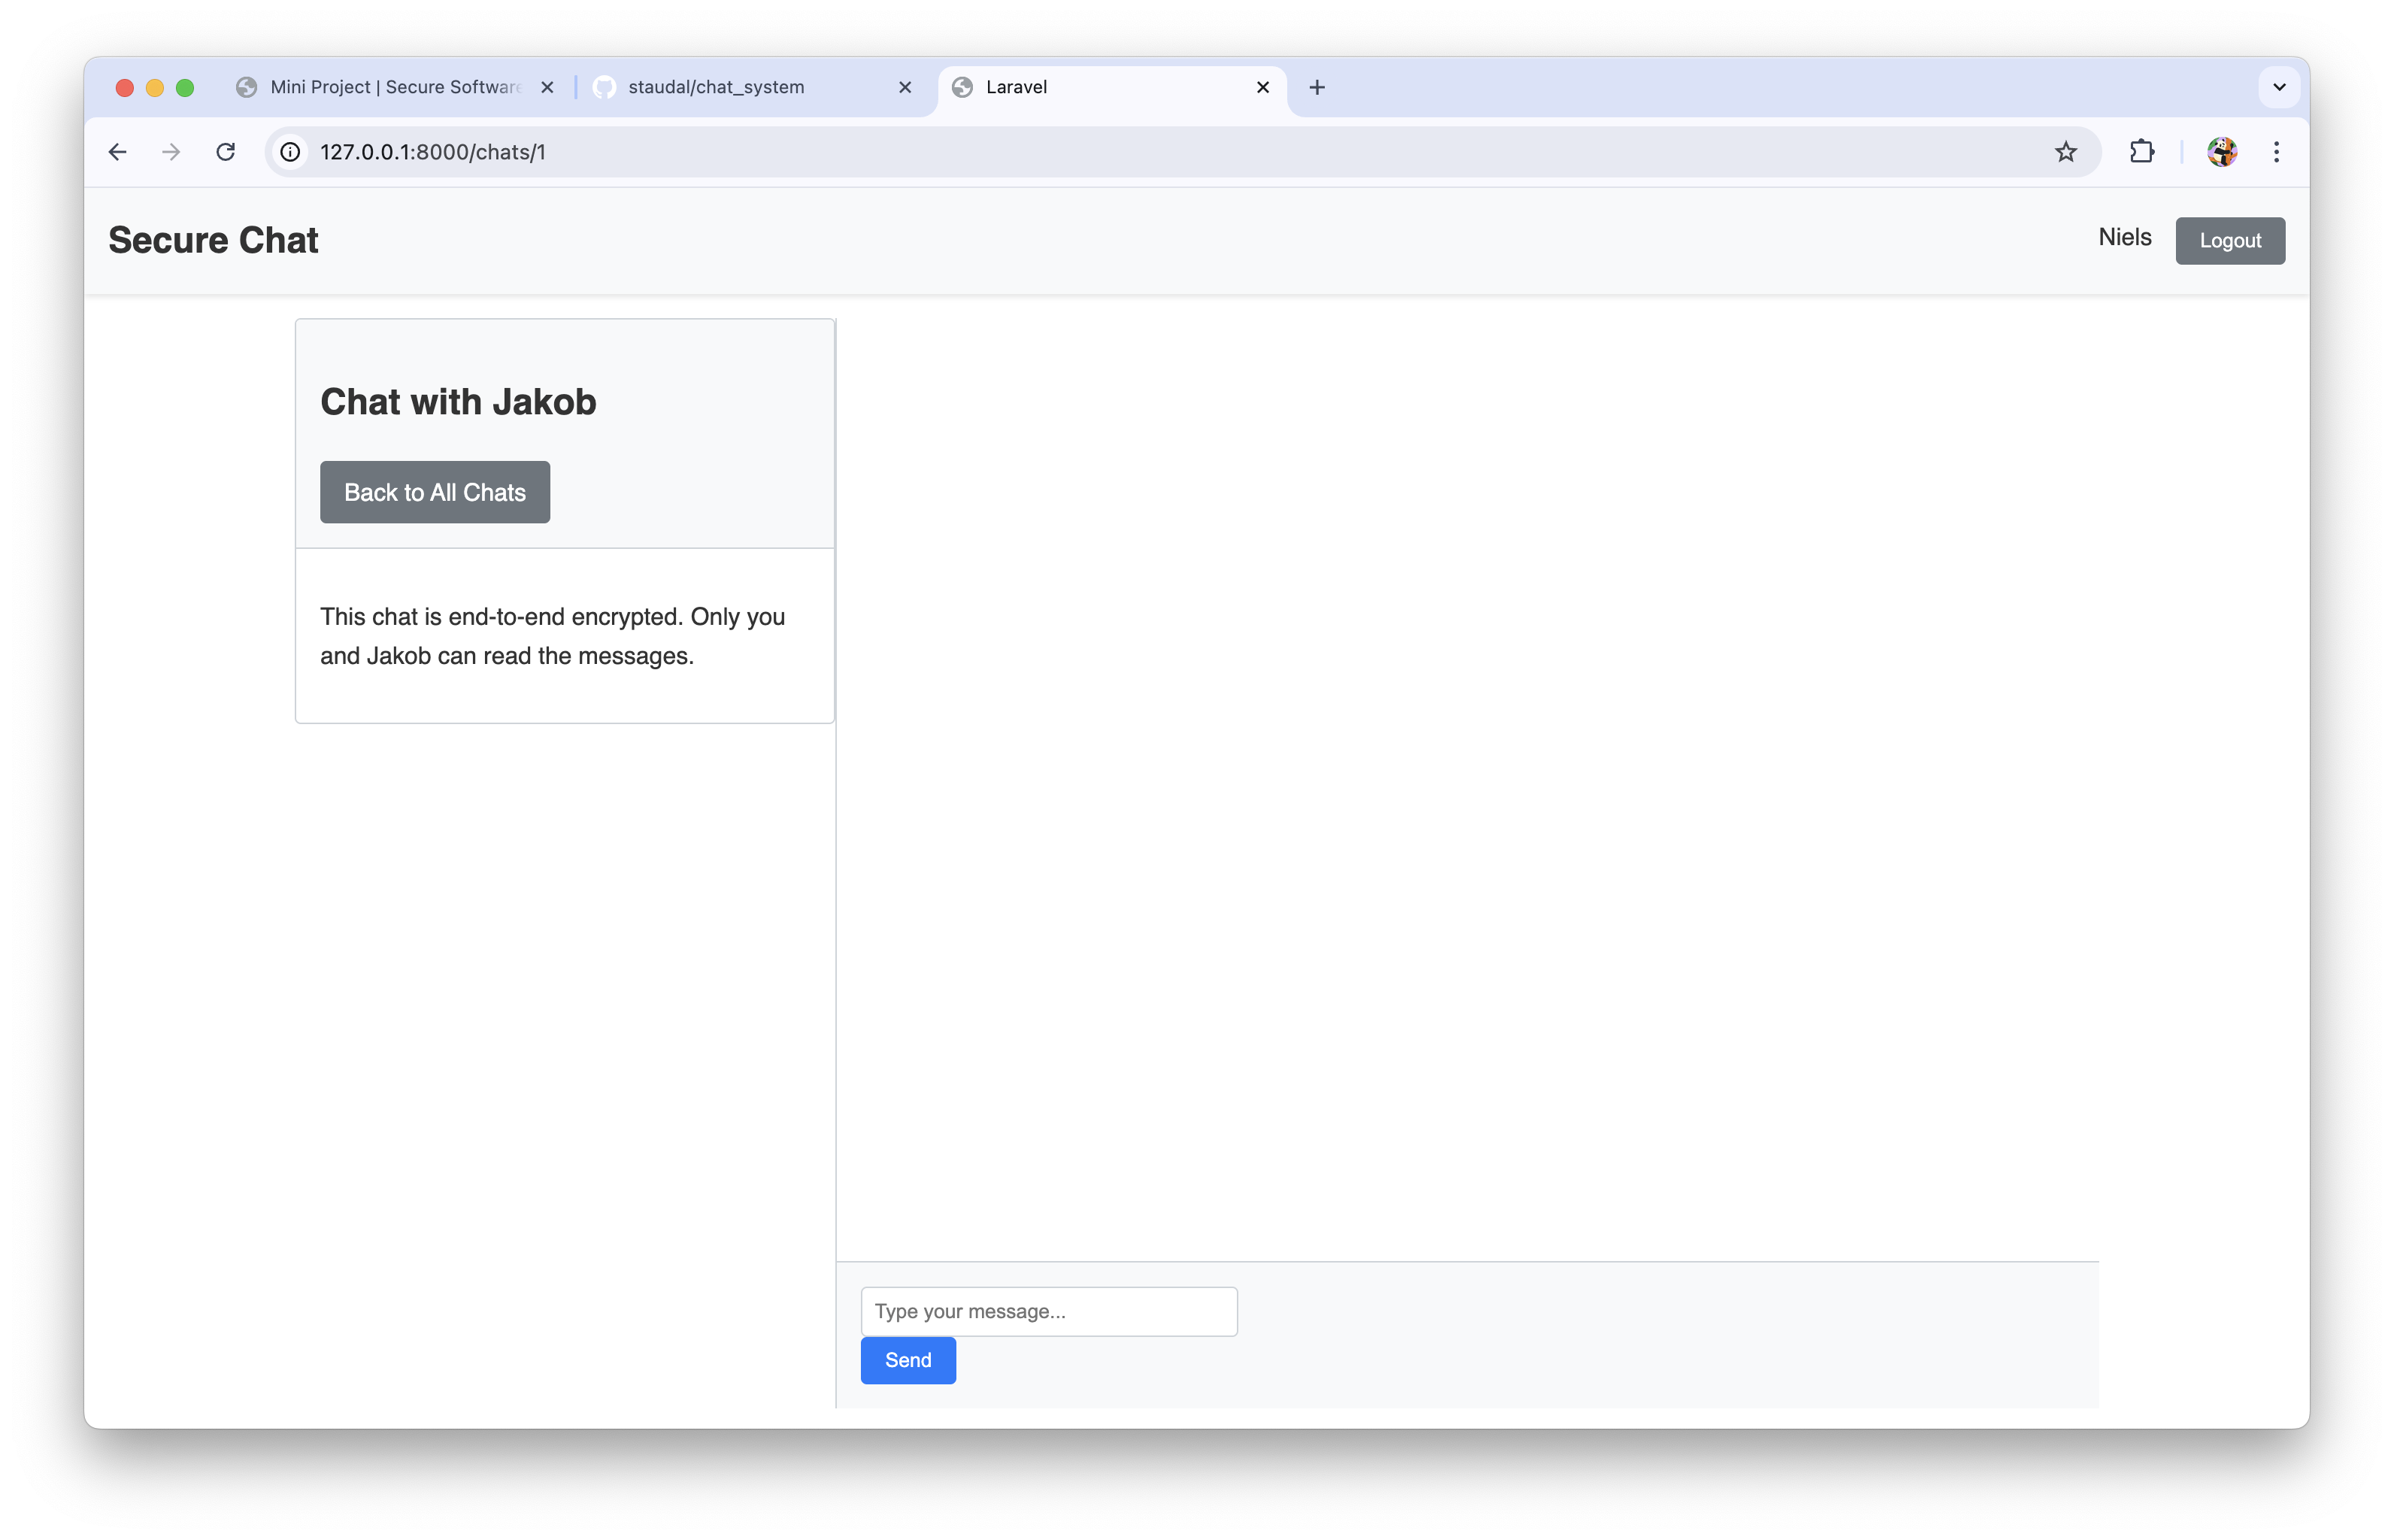 Mini Project | Secure Software
staudal/chat_system
Laravel
127.0.0.1:8000/chats/1
Secure Chat
Niels
Logout
Chat with Jakob
Back to All Chats
This chat is end-to-end encrypted. Only you
and Jakob can read the messages.
Type your message...
Send